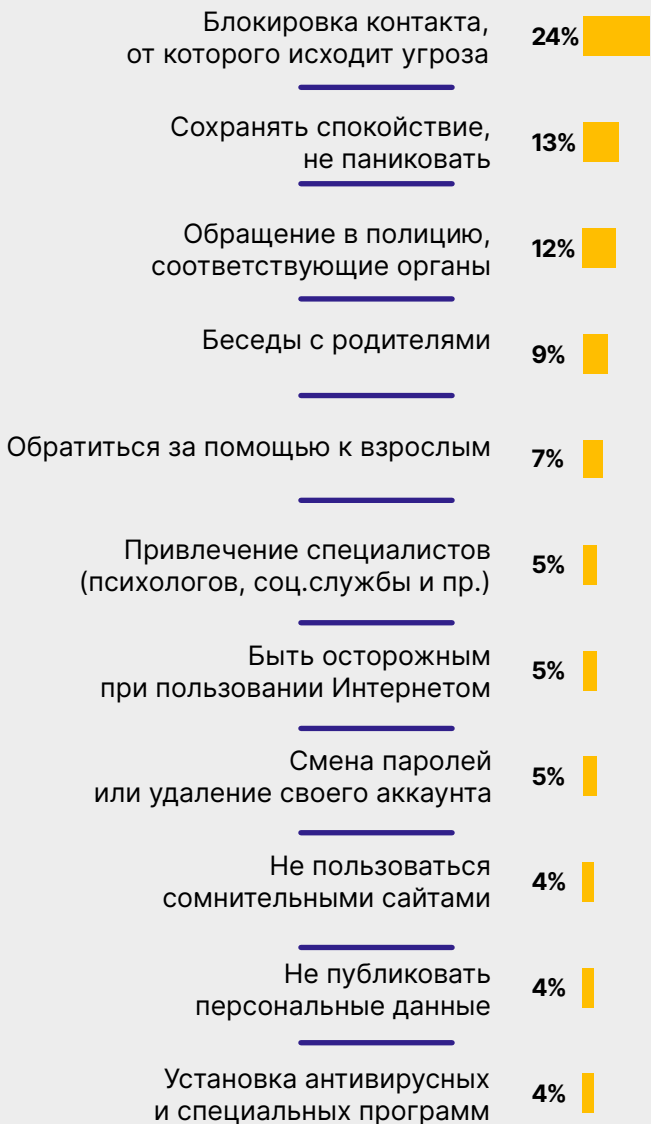 Блокировка контакта,
от которого исходит угроза
24%
Сохранять спокойствие,
не паниковать
13%
Обращение в полицию,
соответствующие органы
12%
Беседы с родителями
9%
Обратиться за помощью к взрослым
7%
Привлечение специалистов
(психологов, соц.службы и пр.)
5%
Быть осторожным
при пользовании Интернетом
5%
Смена паролей
или удаление своего аккаунта
5%
Не пользоваться
сомнительными сайтами
4%
Не публиковать
персональные данные
4%
Установка антивирусных
и специальных программ
4%